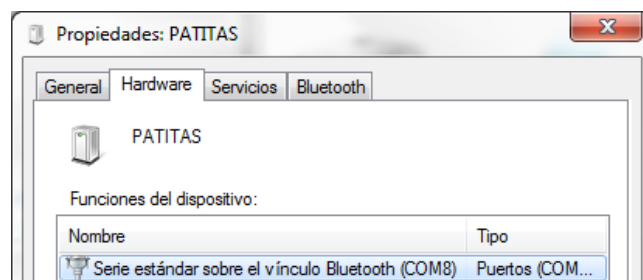 Propiedades: PATITAS
General Hardware Servicios Bluetooth
PATITAS
Funciones del dispositivo:
Nombre Tipo
Serie estándar sobre el vínculo Bluetooth (COM8) Puertos (COM...